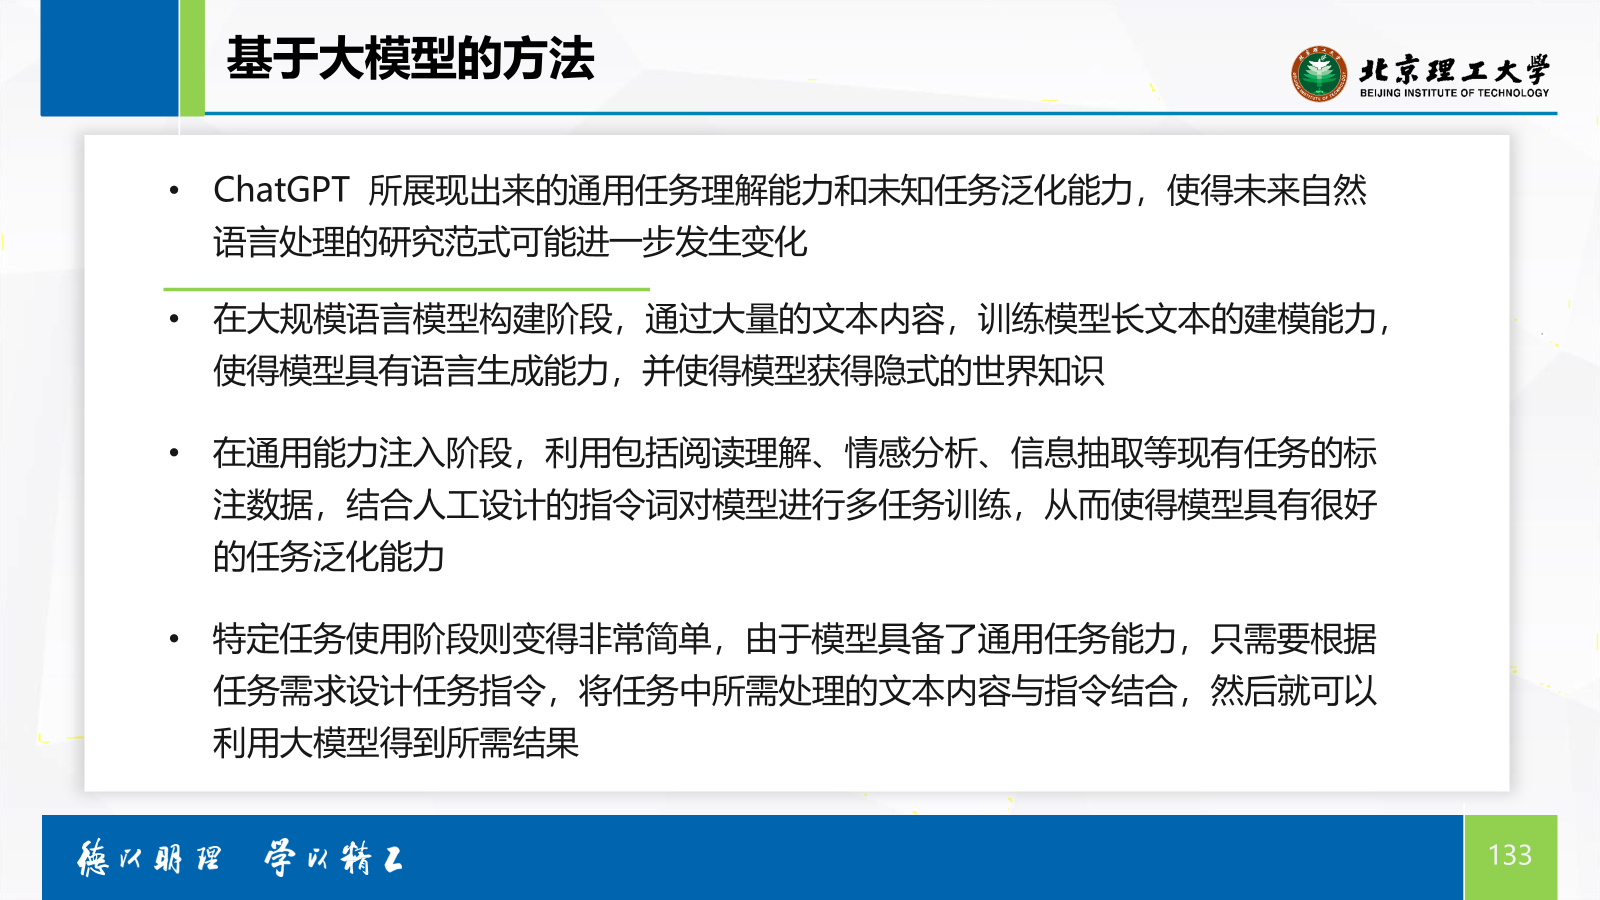 基于大模型的方法
北京理工大学
BEIJING INSTITUTE OF TECHNOLOGY
• ChatGPT 所展现出来的通用任务理解能力和未知任务泛化能力，使得未来自然
语言处理的研究范式可能进一步发生变化
• 在大规模语言模型构建阶段，通过大量的文本内容，训练模型长文本的建模能力，
使得模型具有语言生成能力，并使得模型获得隐式的世界知识
• 在通用能力注入阶段，利用包括阅读理解、情感分析、信息抽取等现有任务的标
注数据，结合人工设计的指令词对模型进行多任务训练，从而使得模型具有很好
的任务泛化能力
• 特定任务使用阶段则变得非常简单，由于模型具备了通用任务能力，只需要根据
任务需求设计任务指令，将任务中所需处理的文本内容与指令结合，然后就可以
利用大模型得到所需结果
德以明理 学以精工
133